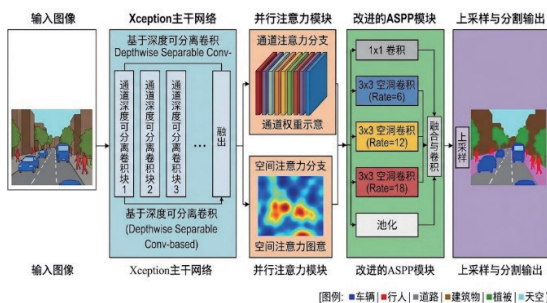 输入图像
Xception主干网络
并行注意力模块
改进的ASPP模块
上采样与分割输出
基于深度可分离卷积
Depthwise Separable Conv-
通道深度可分离卷积块1
通道深度可分离卷积块2
通道深度可分离卷积块3
...
融出
基于深度可分离卷积
(Depthwise Separable
Conv-based)
通道注意力分支
通道权重示意
空间注意力分支
空间注意力图意
1x1 卷积
3x3 空洞卷积
(Rate=6)
3x3 空洞卷积
(Rate=12)
3x3 空洞卷积
(Rate=18)
池化
融合与卷积
上采样
输入图像
Xception主干网络
并行注意力模块
改进的ASPP模块
上采样与分割输出
[图例: 车辆 行人 道路 建筑物 植被 天空